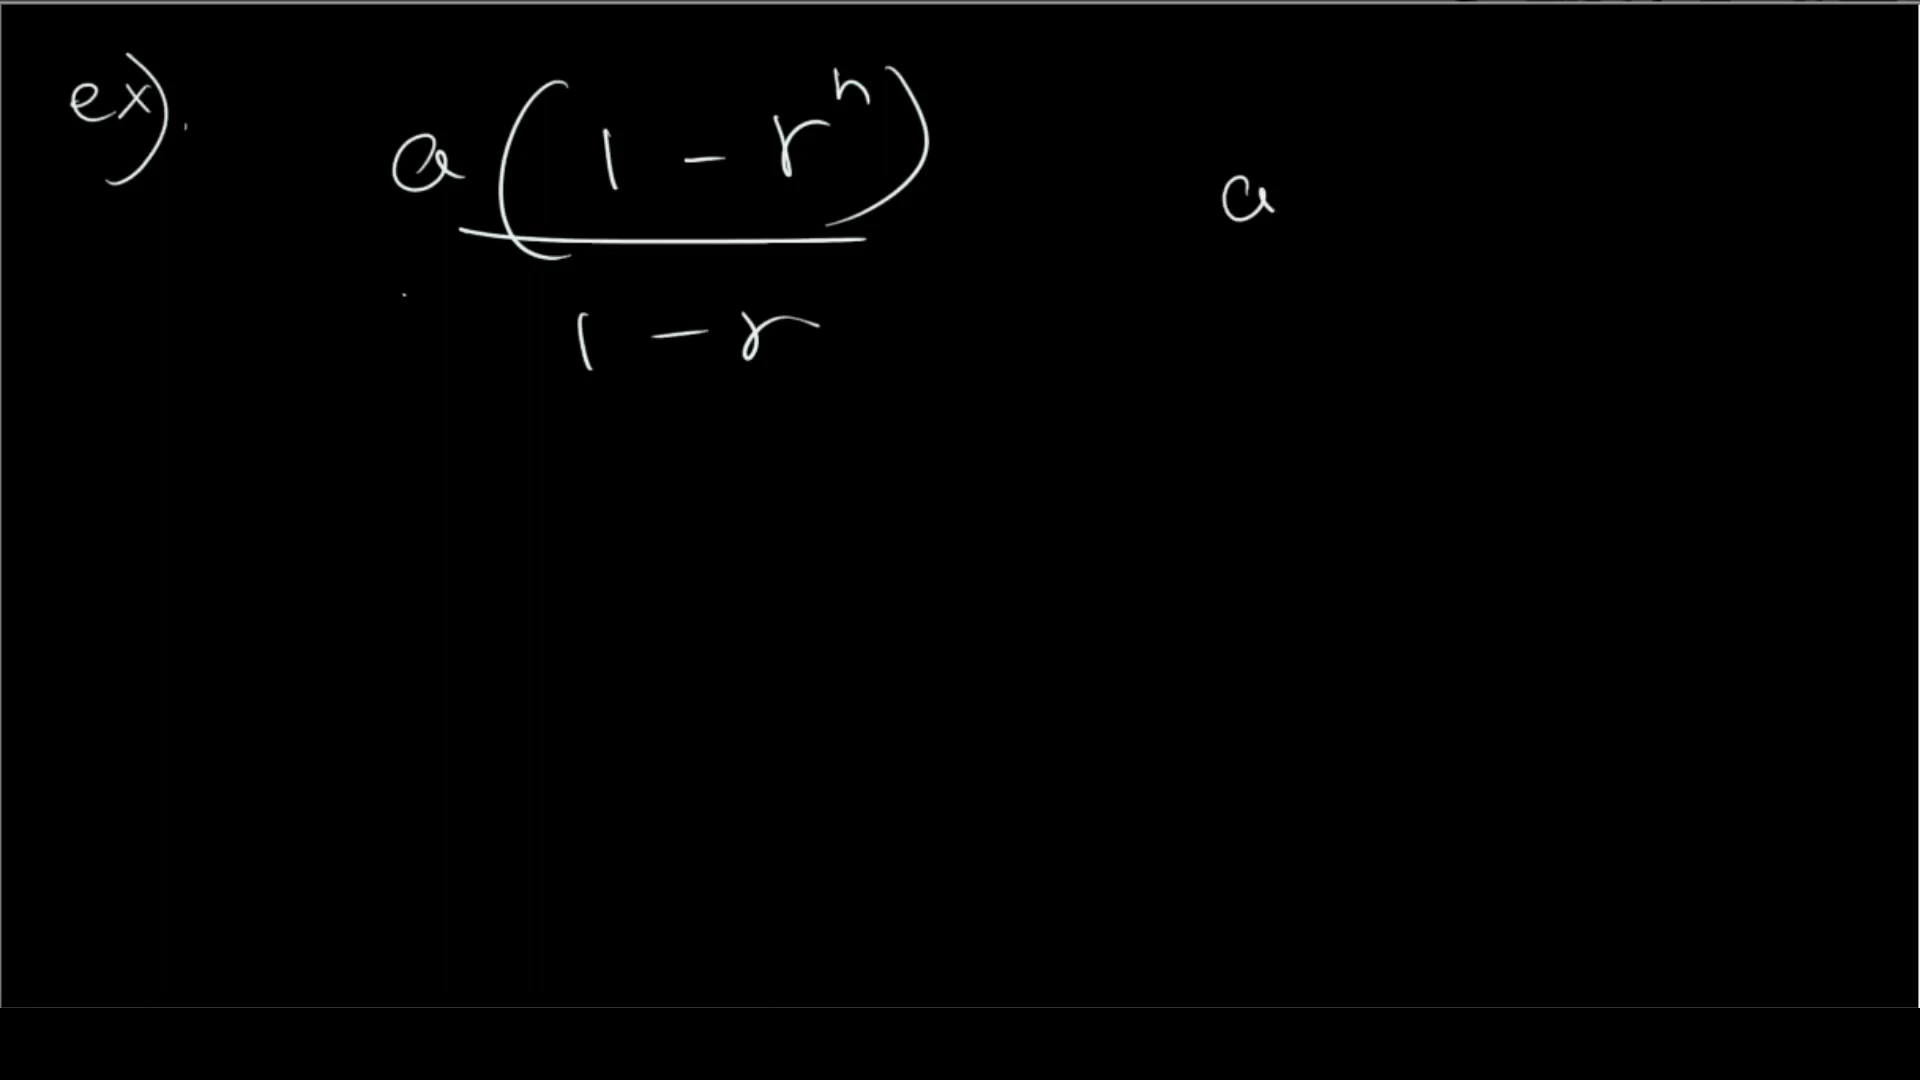 ex). a(1 - r^n) a
1 - r